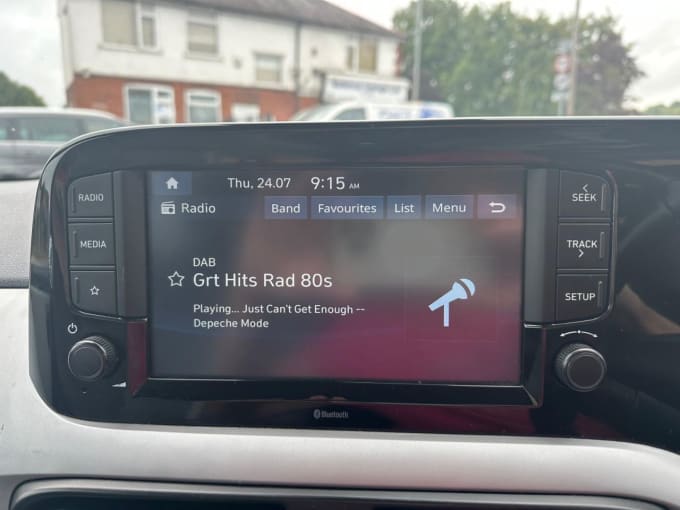 Thu, 24.07 9:15 AM
RADIO
MEDIA
Radio
Band
Favourites
List
Menu
SEEK
TRACK
SETUP
DAB
Grt Hits Rad 80s
Playing... Just Can't Get Enough --
Depeche Mode
Bluetooth